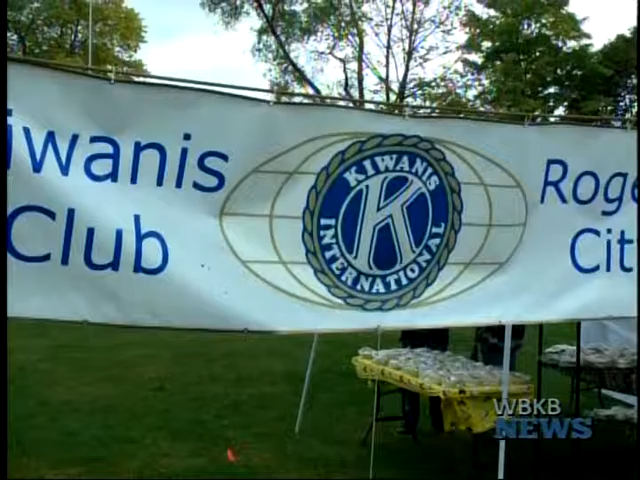 iwanis
Club
KIWANIS
K
INTERNATIONAL
Rog
Cit
WBKB
NEWS